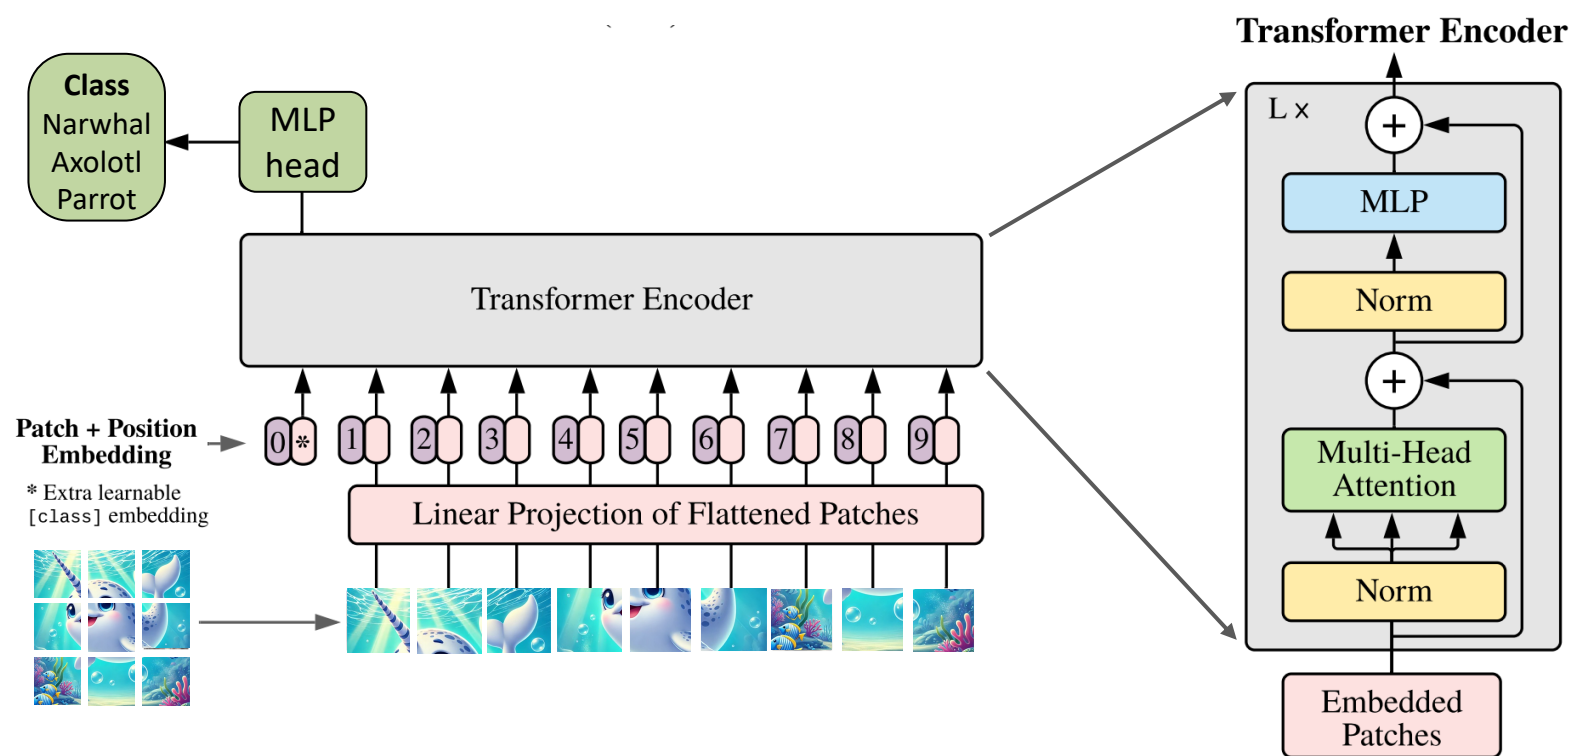 Transformer Encoder
Class
Narwhal
Axolotl
Parrot
MLP
head
L ×
+
MLP
Norm
+
Multi-Head
Attention
Norm
Embedded
Patches
Transformer Encoder
Patch + Position
Embedding
0 * 1 2 3 4 5 6 7 8 9
* Extra learnable
[class] embedding
Linear Projection of Flattened Patches